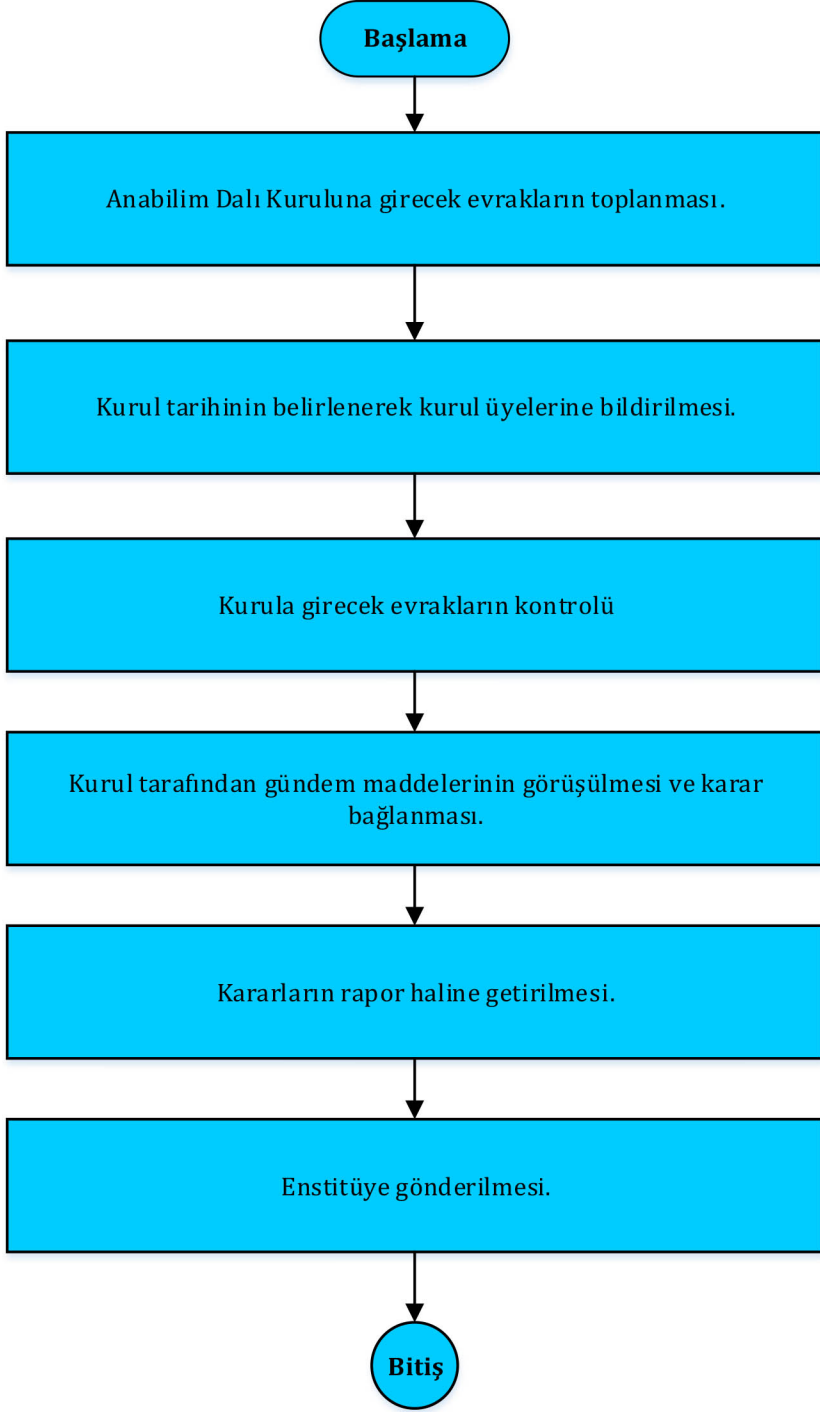 Başlama
Anabilim Dalı Kuruluna girecek evrakların toplanması.
Kurul tarihinin belirlenerek kurul üyelerine bildirilmesi.
Kurula girecek evrakların kontrolü
Kurul tarafından gündem maddelerinin görüşülmesi ve karar
bağlanması.
Kararların rapor haline getirilmesi.
Enstitüye gönderilmesi.
Bitiş